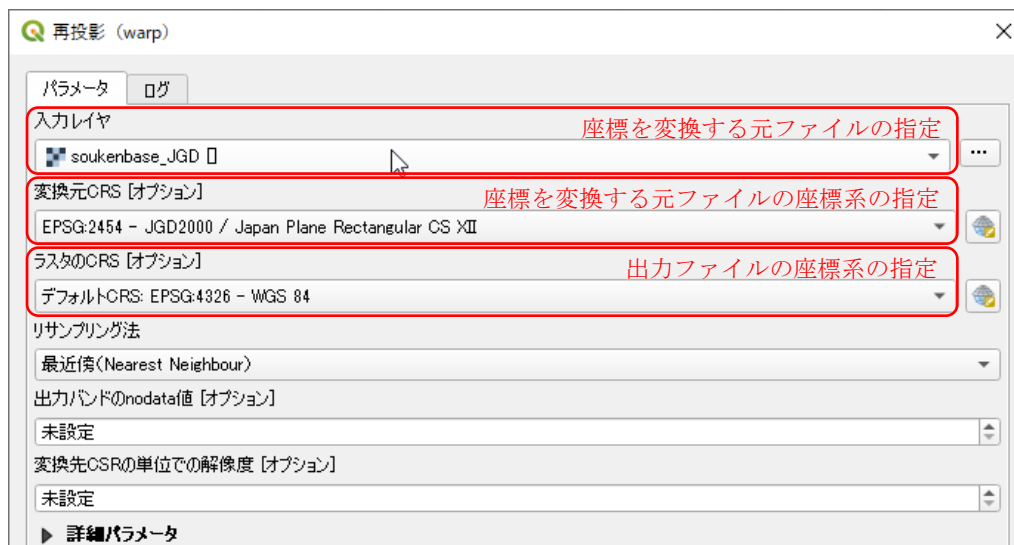 再投影（warp）
パラメータ ログ
入力レイヤ
座標を変換する元ファイルの指定
soukenbase_JGD []
...
変換元CRS [オプション]
座標を変換する元ファイルの座標系の指定
EPSG:2454 - JGD2000 / Japan Plane Rectangular CS XII
ラスタのCRS [オプション]
出力ファイルの座標系の指定
デフォルトCRS: EPSG:4326 - WGS 84
リサンプリング法
最近傍(Nearest Neighbour)
出力バンドのnodata値 [オプション]
未設定
変換先CSRの単位での解像度 [オプション]
未設定
詳細パラメータ